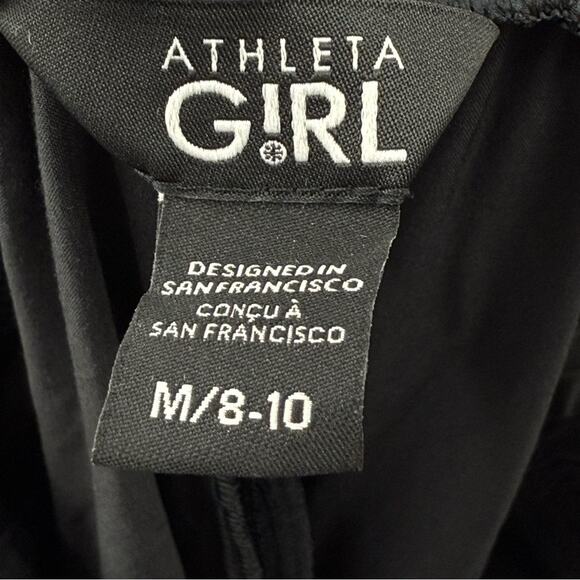 ATHLETA
G!RL
DESIGNED IN
SAN FRANCISCO
CONÇU À
SAN FRANCISCO
M/8-10